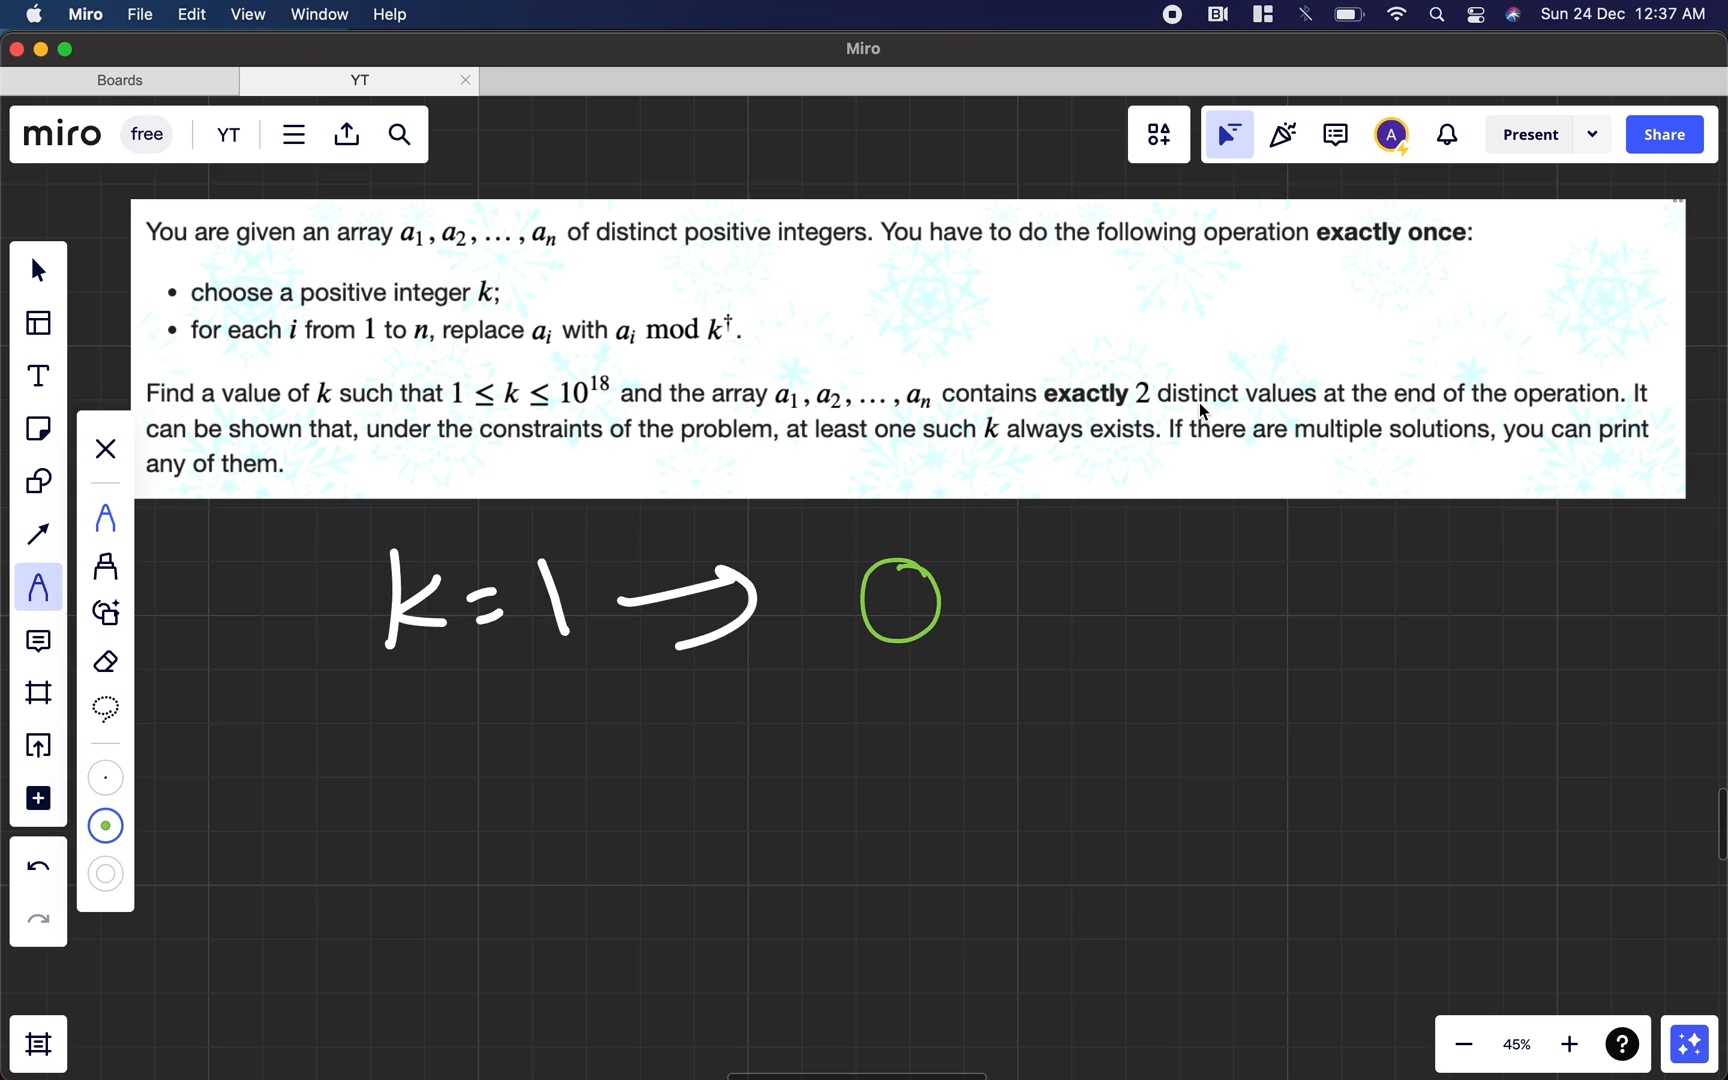 Miro File Edit View Window Help Sun 24 Dec 12:37 AM
Miro
Boards YT
miro free YT A Present Share
You are given an array a₁, a₂, …, aₙ of distinct positive integers. You have to do the following operation exactly once:
• choose a positive integer k;
• for each i from 1 to n, replace aᵢ with aᵢ mod k†.
Find a value of k such that 1 ≤ k ≤ 10¹⁸ and the array a₁, a₂, …, aₙ contains exactly 2 distinct values at the end of the operation. It
can be shown that, under the constraints of the problem, at least one such k always exists. If there are multiple solutions, you can print
any of them.
k=1 → 0
45% ?